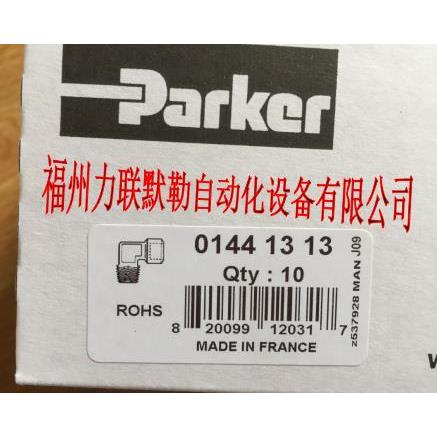 Parker
福州力联默勒自动化设备有限公司
0144 13 13
Qty : 10
ROHS
8 20099 12031 7
MADE IN FRANCE
z537928 MAN J09